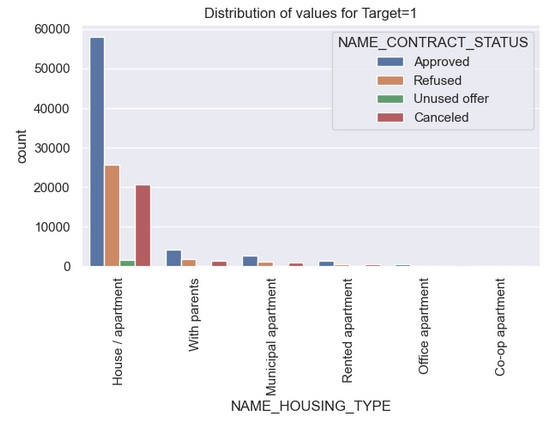 Distribution of values for Target=1
NAME_CONTRACT_STATUS
Approved
Refused
Unused offer
Canceled
count
60000
50000
40000
30000
20000
10000
0
House / apartment
With parents
Municipal apartment
Rented apartment
Office apartment
Co-op apartment
NAME_HOUSING_TYPE